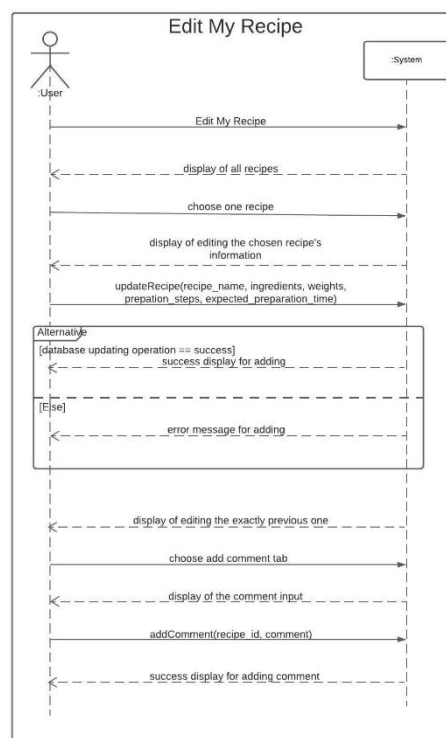 Edit My Recipe
:System
:User
Edit My Recipe
display of all recipes
choose one recipe
display of editing the chosen recipe's
information
updateRecipe(recipe_name, ingredients, weights,
prepation_steps, expected_preparation_time)
Alternative
[database updating operation == success]
success display for adding
[Else]
error message for adding
display of editing the exactly previous one
choose add comment tab
display of the comment input
addComment(recipe_id, comment)
success display for adding comment